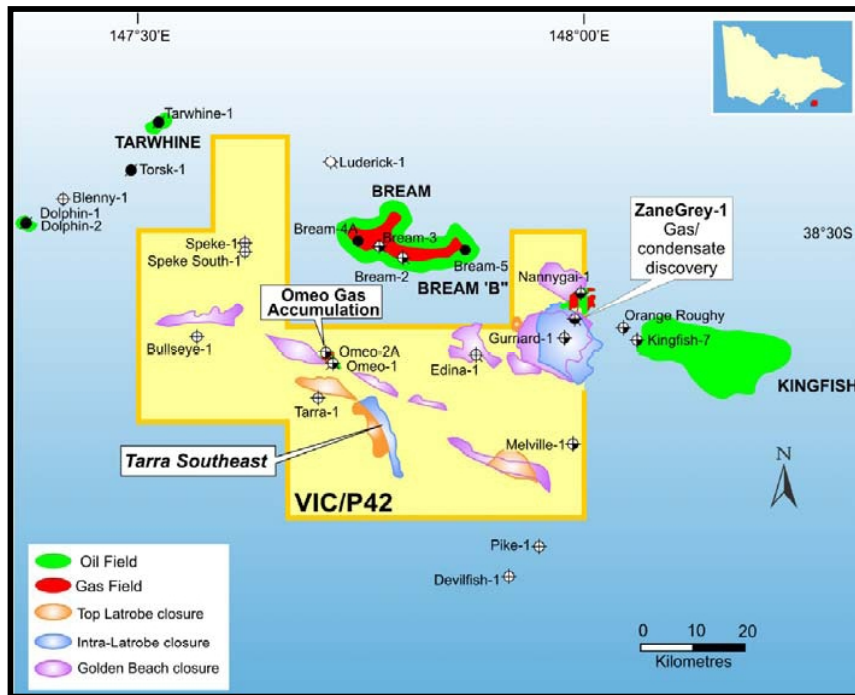 147°30'
148°00'
Tarwhine-1
TARWHINE
Torsk-1
Luderick-1
Blenny-1
BREAM
ZaneGrey-1
Gas/
condensate
discovery
Dolphin-1
Dolphin-2
Speke-1
Speke South-1
Bream-4A
Bream-3
Bream-2
Bream-5
BREAM 'B"
38°30'
Nannygai-1
Omeo Gas
Accumulation
Orange Roughy
Bullseye-1
Omco-2A
Omeo-1
Edina-1
Gurnard-1
Kingfish-7
KINGFISH
Tarra-1
Tarra Southeast
Melville-1
N
VIC/P42
Pike-1
Devilfish-1
Oil Field
Gas Field
Top Latrobe closure
Intra-Latrobe closure
Golden Beach closure
0 10 20
Kilometres